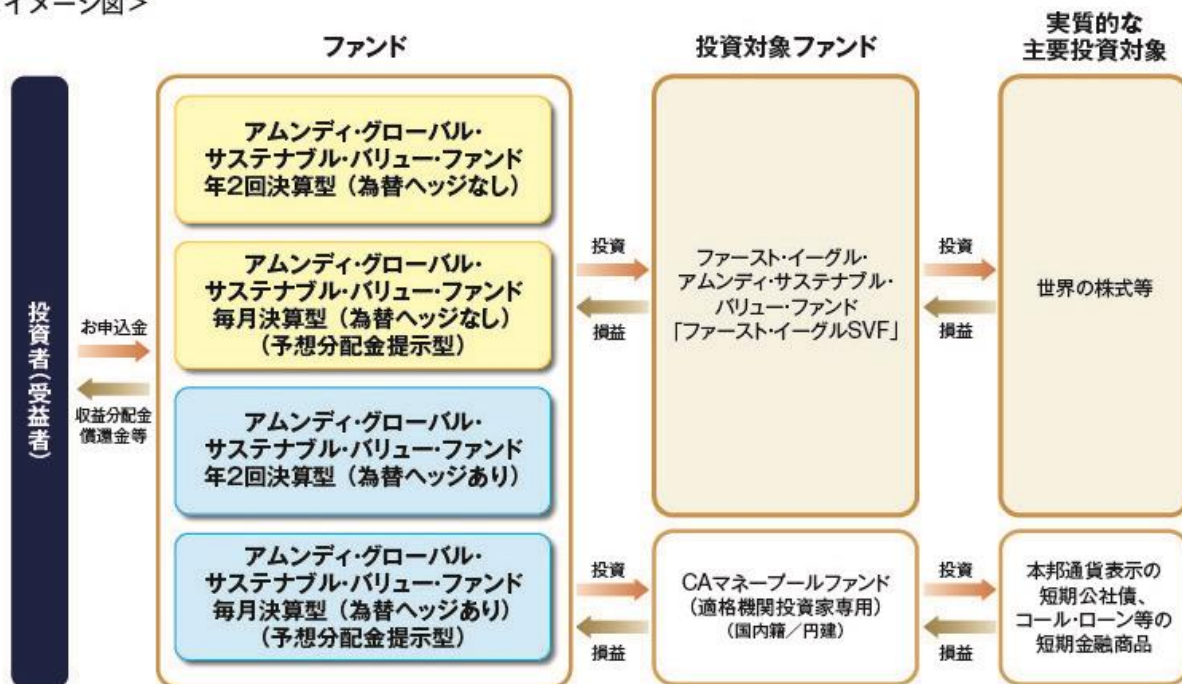 イメージ図＞
ファンド
投資対象ファンド
実質的な
主要投資対象
投資者（受益者）
お申込金
収益分配金
償還金等
アムンディ・グローバル・
サステナブル・バリュー・ファンド
年2回決算型（為替ヘッジなし）
アムンディ・グローバル・
サステナブル・バリュー・ファンド
毎月決算型（為替ヘッジなし）
（予想分配金提示型）
アムンディ・グローバル・
サステナブル・バリュー・ファンド
年2回決算型（為替ヘッジあり）
アムンディ・グローバル・
サステナブル・バリュー・ファンド
毎月決算型（為替ヘッジあり）
（予想分配金提示型）
投資
損益
ファースト・イーグル・
アムンディ・サステナブル・
バリュー・ファンド
「ファースト・イーグルSVF」
投資
損益
世界の株式等
投資
損益
CAマネープールファンド
（適格機関投資家専用）
（国内籍／円建）
投資
損益
本邦通貨表示の
短期公社債、
コール・ローン等の
短期金融商品